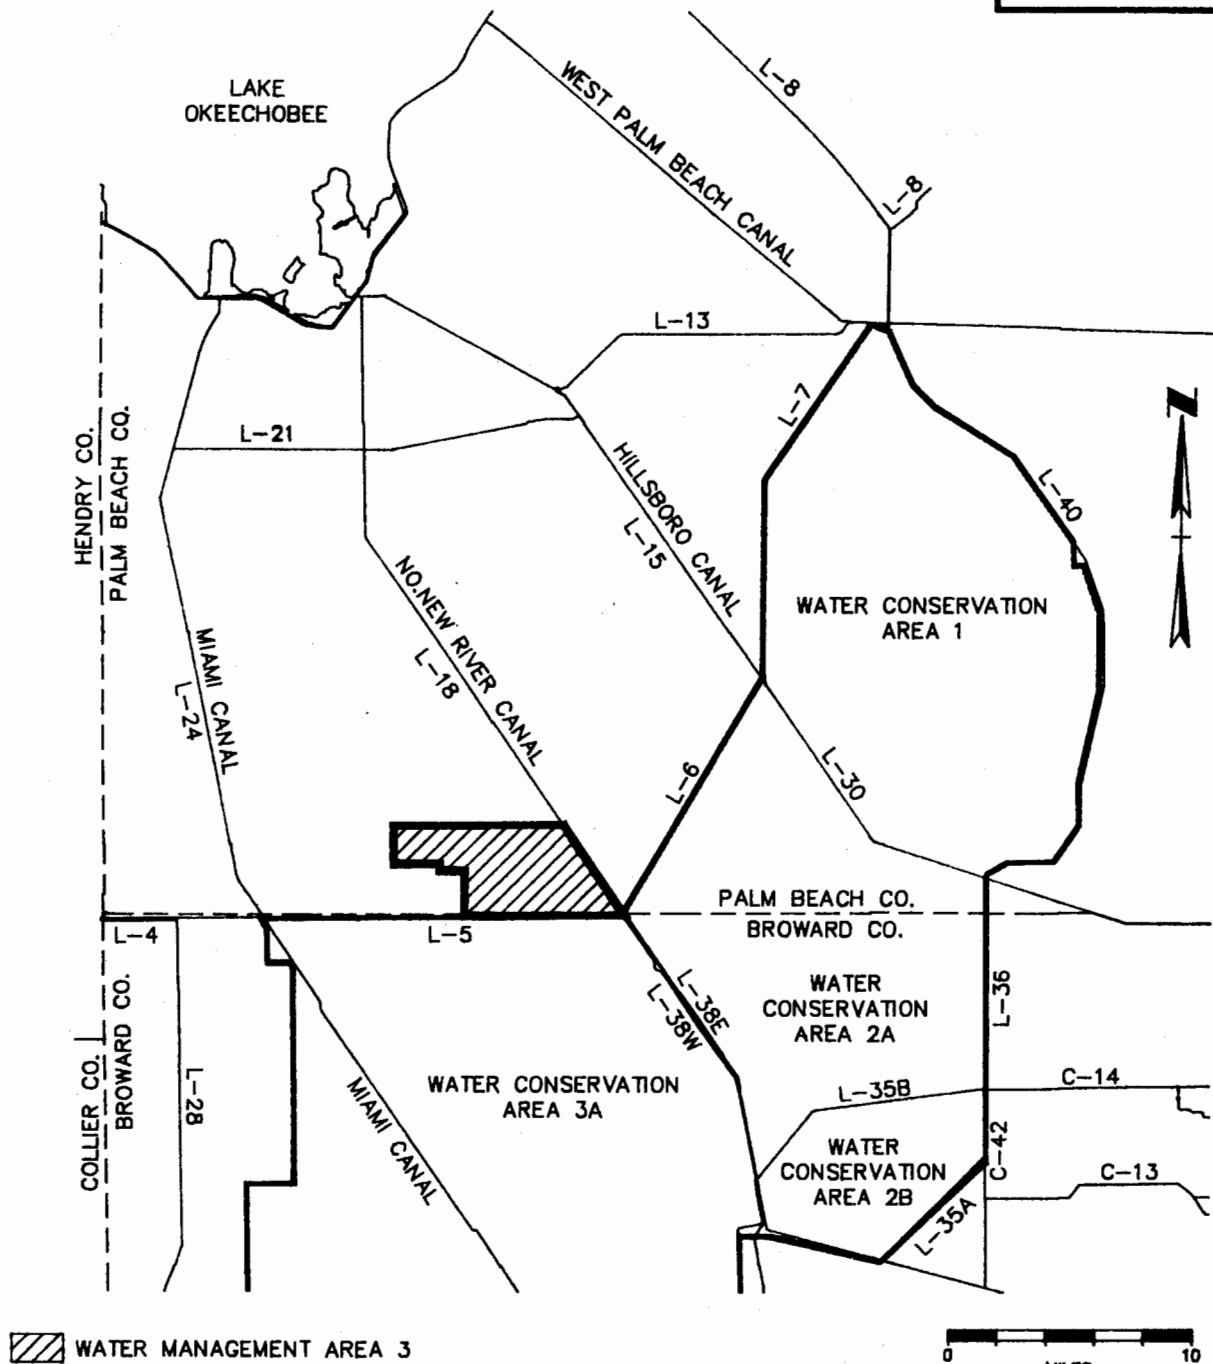 LAKE
OKEECHOBEE
WEST PALM BEACH CANAL
L-8
L-8
L-13
L-7
L-21
HENDRY CO.
PALM BEACH CO.
HILLSBORO CANAL
L-15
L-40
N
NO.NEW RIVER CANAL
L-18
WATER CONSERVATION
AREA 1
MIAMI CANAL
L-24
L-6
L-30
PALM BEACH CO.
BROWARD CO.
L-4
L-5
COLLIER CO.
BROWARD CO.
L-28
L-38E
L-38W
WATER
CONSERVATION
AREA 2A
L-36
WATER CONSERVATION
AREA 3A
MIAMI CANAL
L-35B
C-14
WATER
CONSERVATION
AREA 2B
C-42
C-13
L-35A
WATER MANAGEMENT AREA 3
0
10